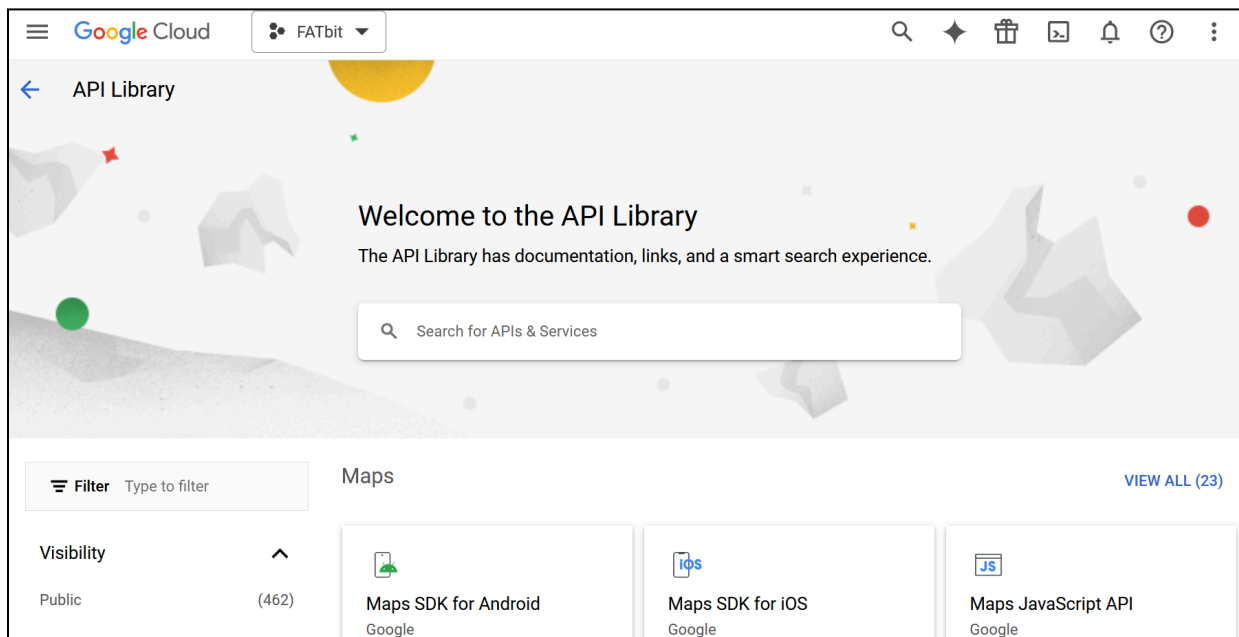 Google Cloud
FATbit
API Library
Welcome to the API Library
The API Library has documentation, links, and a smart search experience.
Search for APIs & Services
Filter Type to filter
Maps
VIEW ALL (23)
Visibility
Public (462)
iOS
JS
Maps SDK for Android
Maps SDK for iOS
Maps JavaScript API
Google
Google
Google